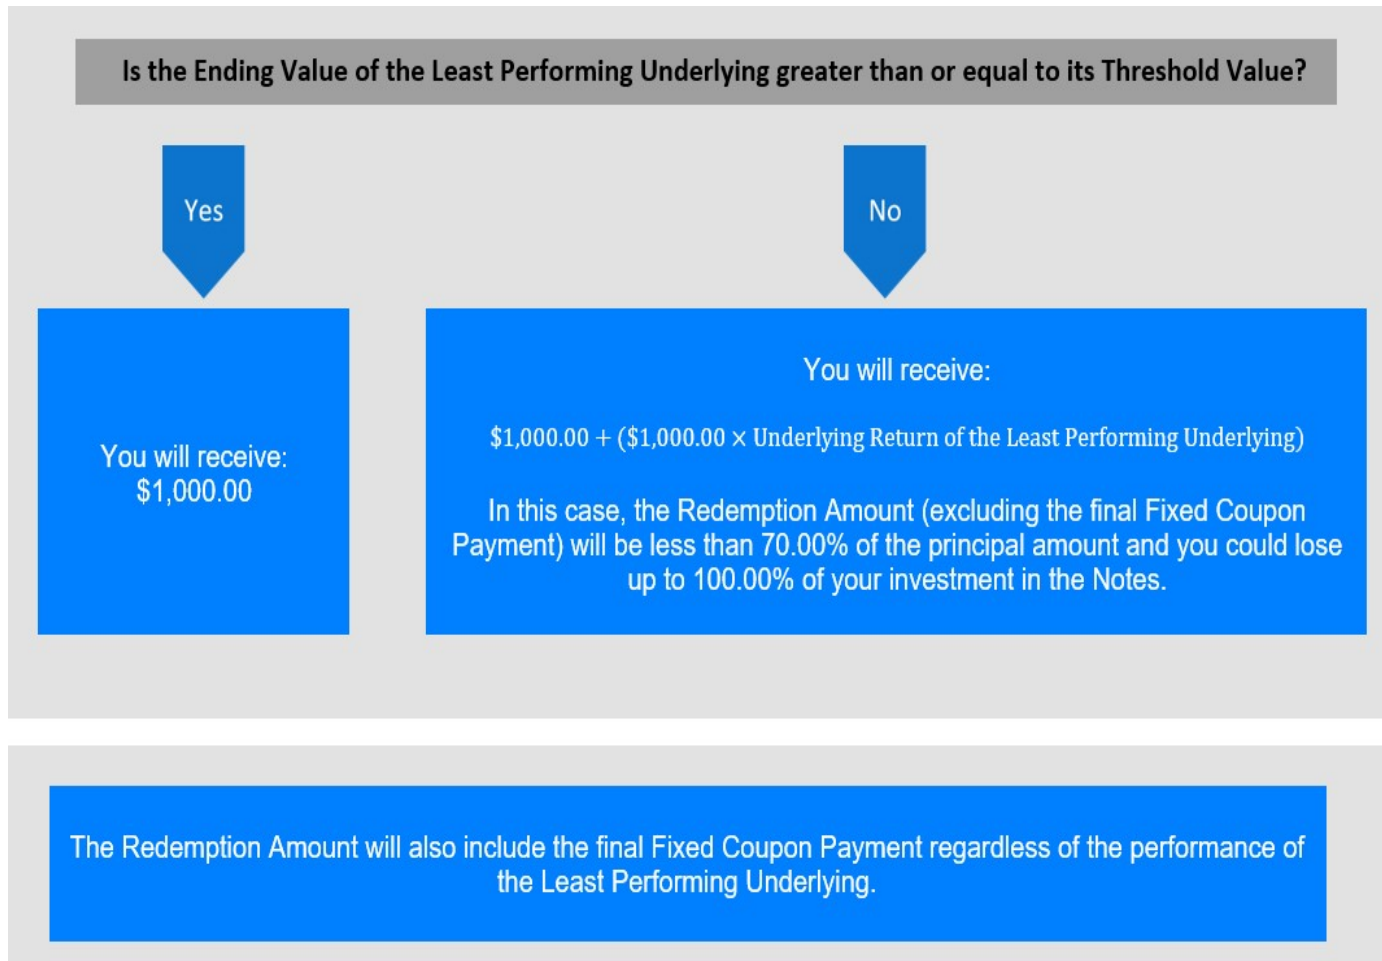 Is the Ending Value of the Least Performing Underlying greater than or equal to its Threshold Value?
Yes
No
You will receive:
$1,000.00
You will receive:
$1,000.00 + ($1,000.00 × Underlying Return of the Least Performing Underlying)
In this case, the Redemption Amount (excluding the final Fixed Coupon
Payment) will be less than 70.00% of the principal amount and you could lose
up to 100.00% of your investment in the Notes.
The Redemption Amount will also include the final Fixed Coupon Payment regardless of the performance of
the Least Performing Underlying.